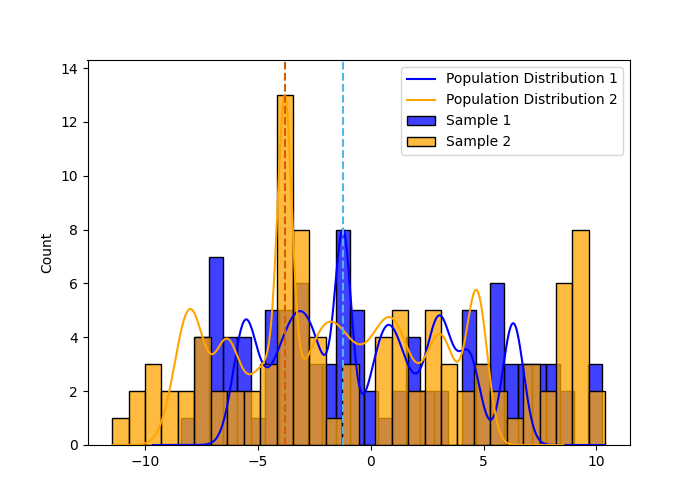 14
12
10
8
6
4
2
0
Count
−10
−5
0
5
10
Population Distribution 1
Population Distribution 2
Sample 1
Sample 2